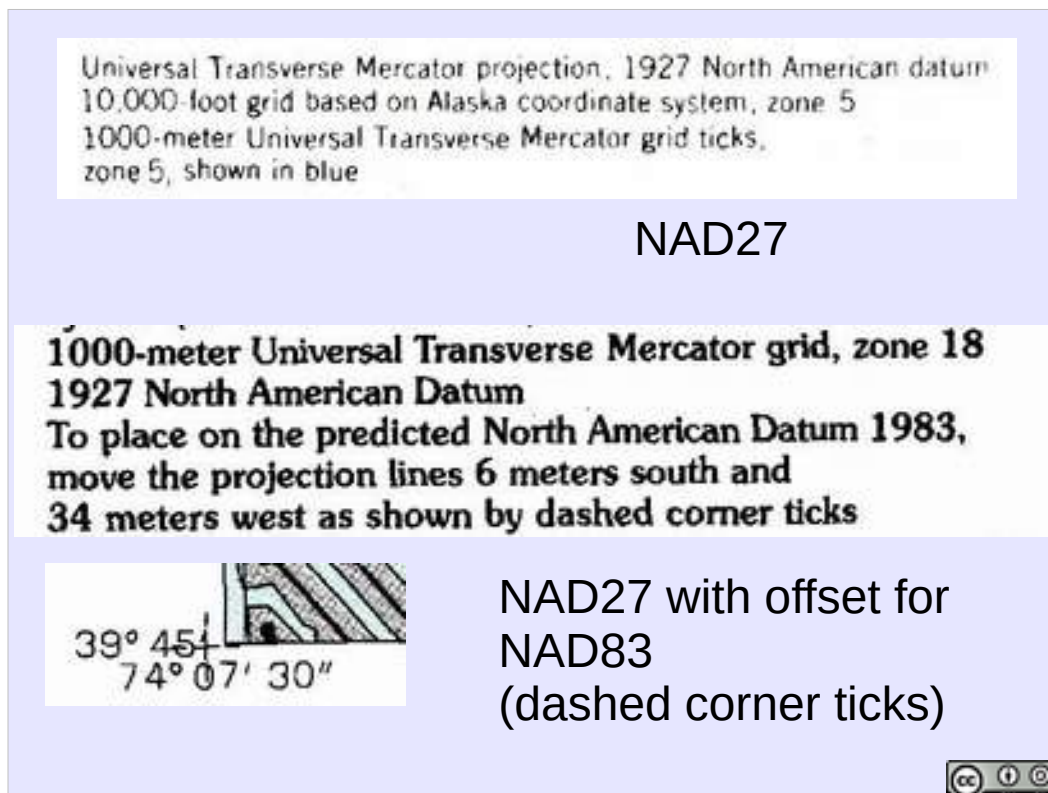 Universal Transverse Mercator projection, 1927 North American datum
10,000-foot grid based on Alaska coordinate system, zone 5
1000-meter Universal Transverse Mercator grid ticks,
zone 5, shown in blue
NAD27
1000-meter Universal Transverse Mercator grid, zone 18
1927 North American Datum
To place on the predicted North American Datum 1983,
move the projection lines 6 meters south and
34 meters west as shown by dashed corner ticks
39° 45'
74° 07' 30"
NAD27 with offset for
NAD83
(dashed corner ticks)
cc